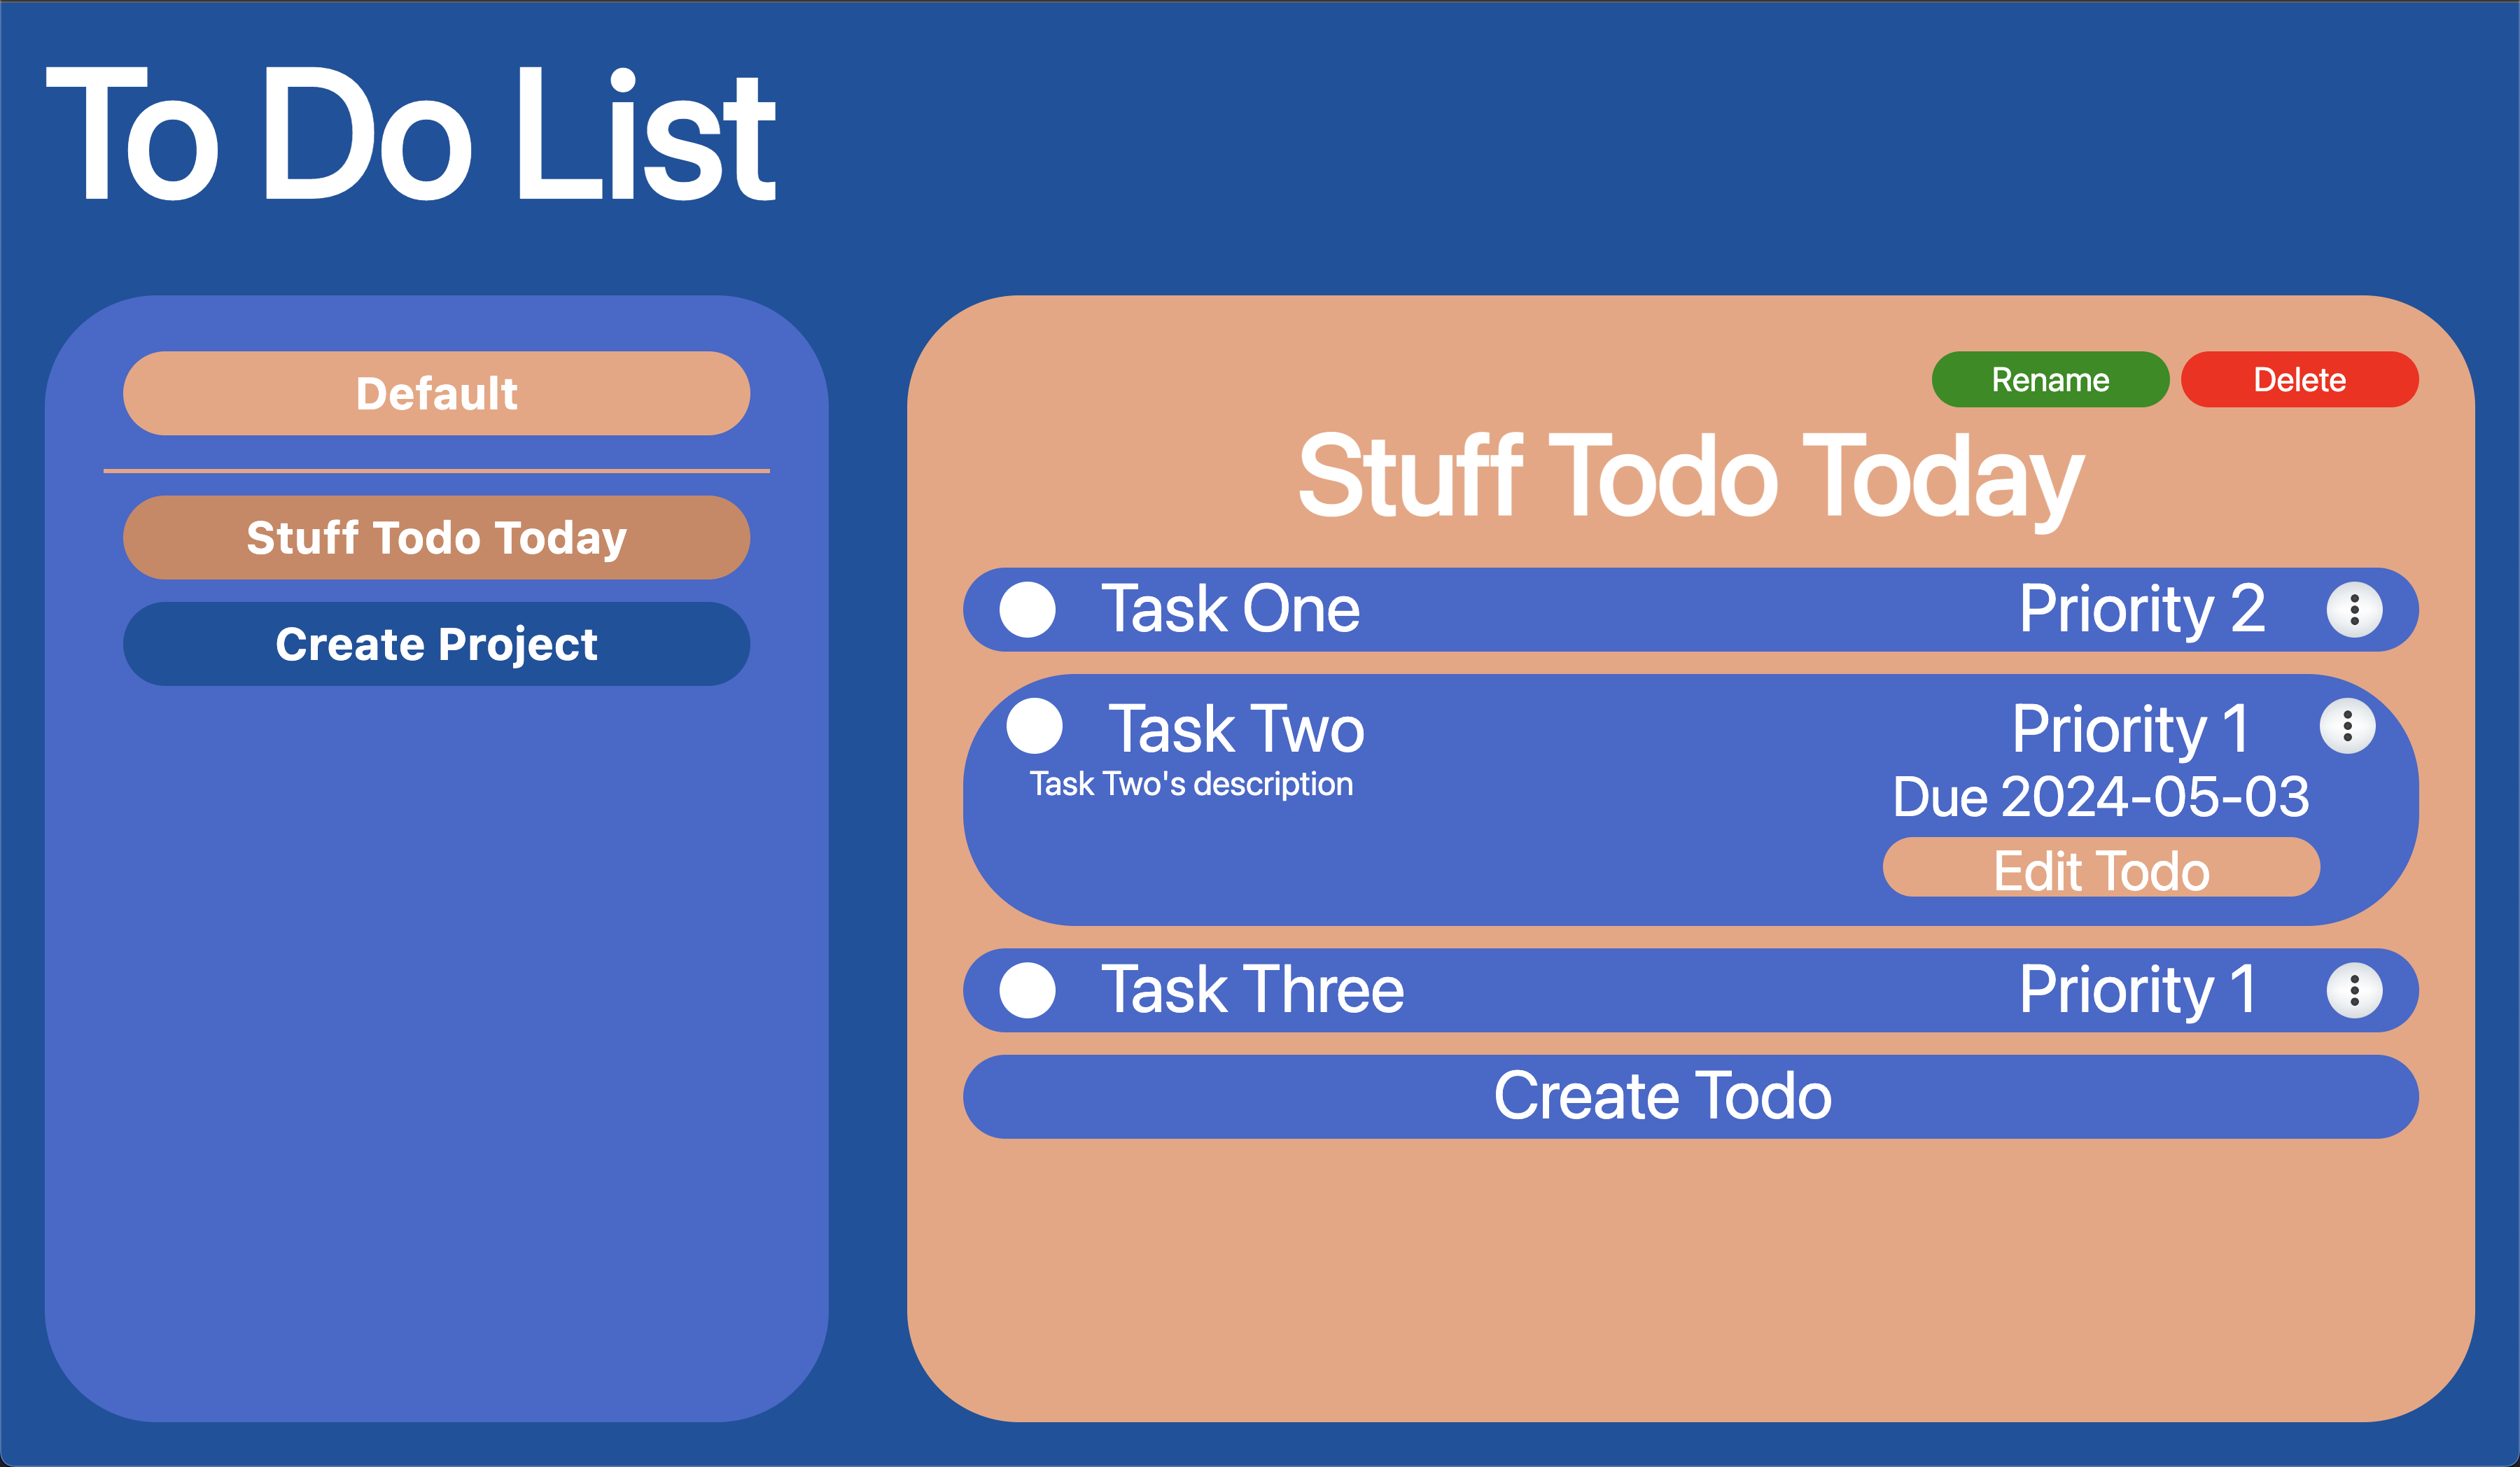 To Do List
Default
Stuff Todo Today
Create Project
Rename Delete
Stuff Todo Today
Task One Priority 2
Task Two Priority 1
Task Two's description
Due 2024-05-03
Edit Todo
Task Three Priority 1
Create Todo